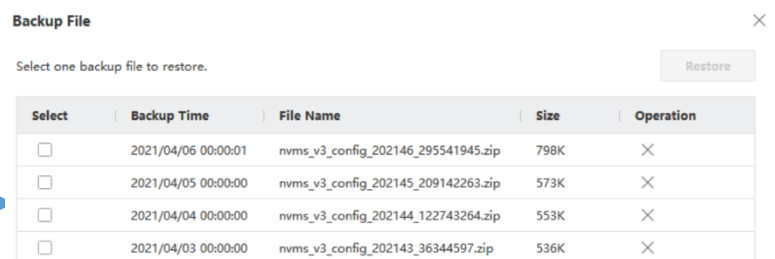 Backup File
Select one backup file to restore.
Restore
Select Backup Time File Name Size Operation
2021/04/06 00:00:01 nvms_v3_config_202146_295541945.zip 798K
2021/04/05 00:00:00 nvms_v3_config_202145_209142263.zip 573K
2021/04/04 00:00:00 nvms_v3_config_202144_122743264.zip 553K
2021/04/03 00:00:00 nvms_v3_config_202143_36344597.zip 536K